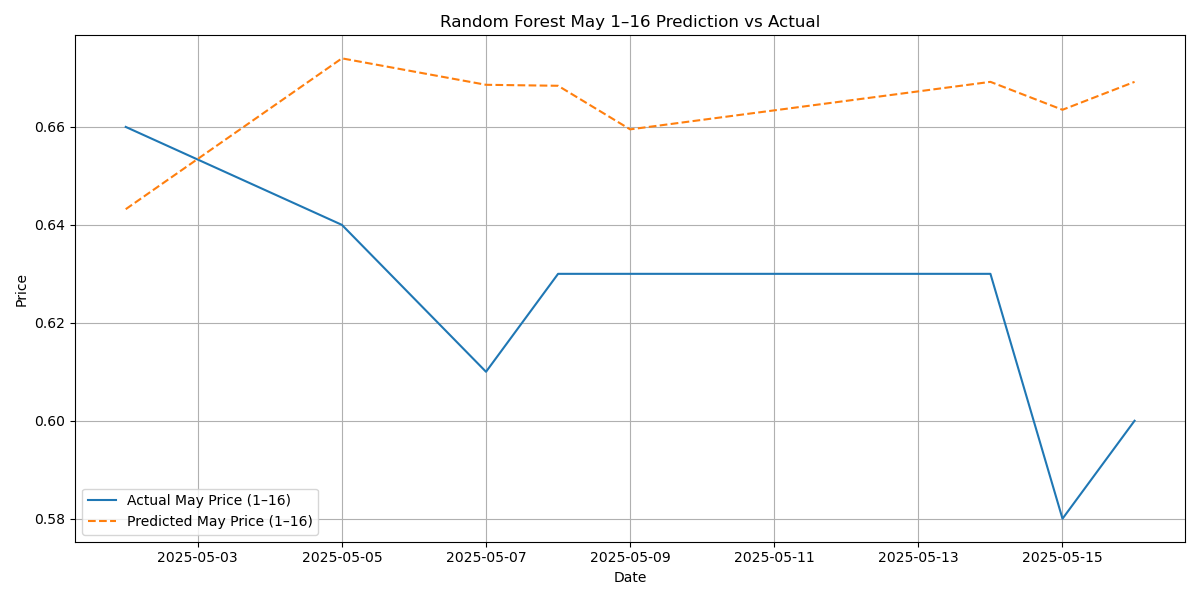 Random Forest May 1–16 Prediction vs Actual
Price
0.66
0.64
0.62
0.60
0.58
Actual May Price (1–16)
Predicted May Price (1–16)
2025-05-03
2025-05-05
2025-05-07
2025-05-09
2025-05-11
2025-05-13
2025-05-15
Date